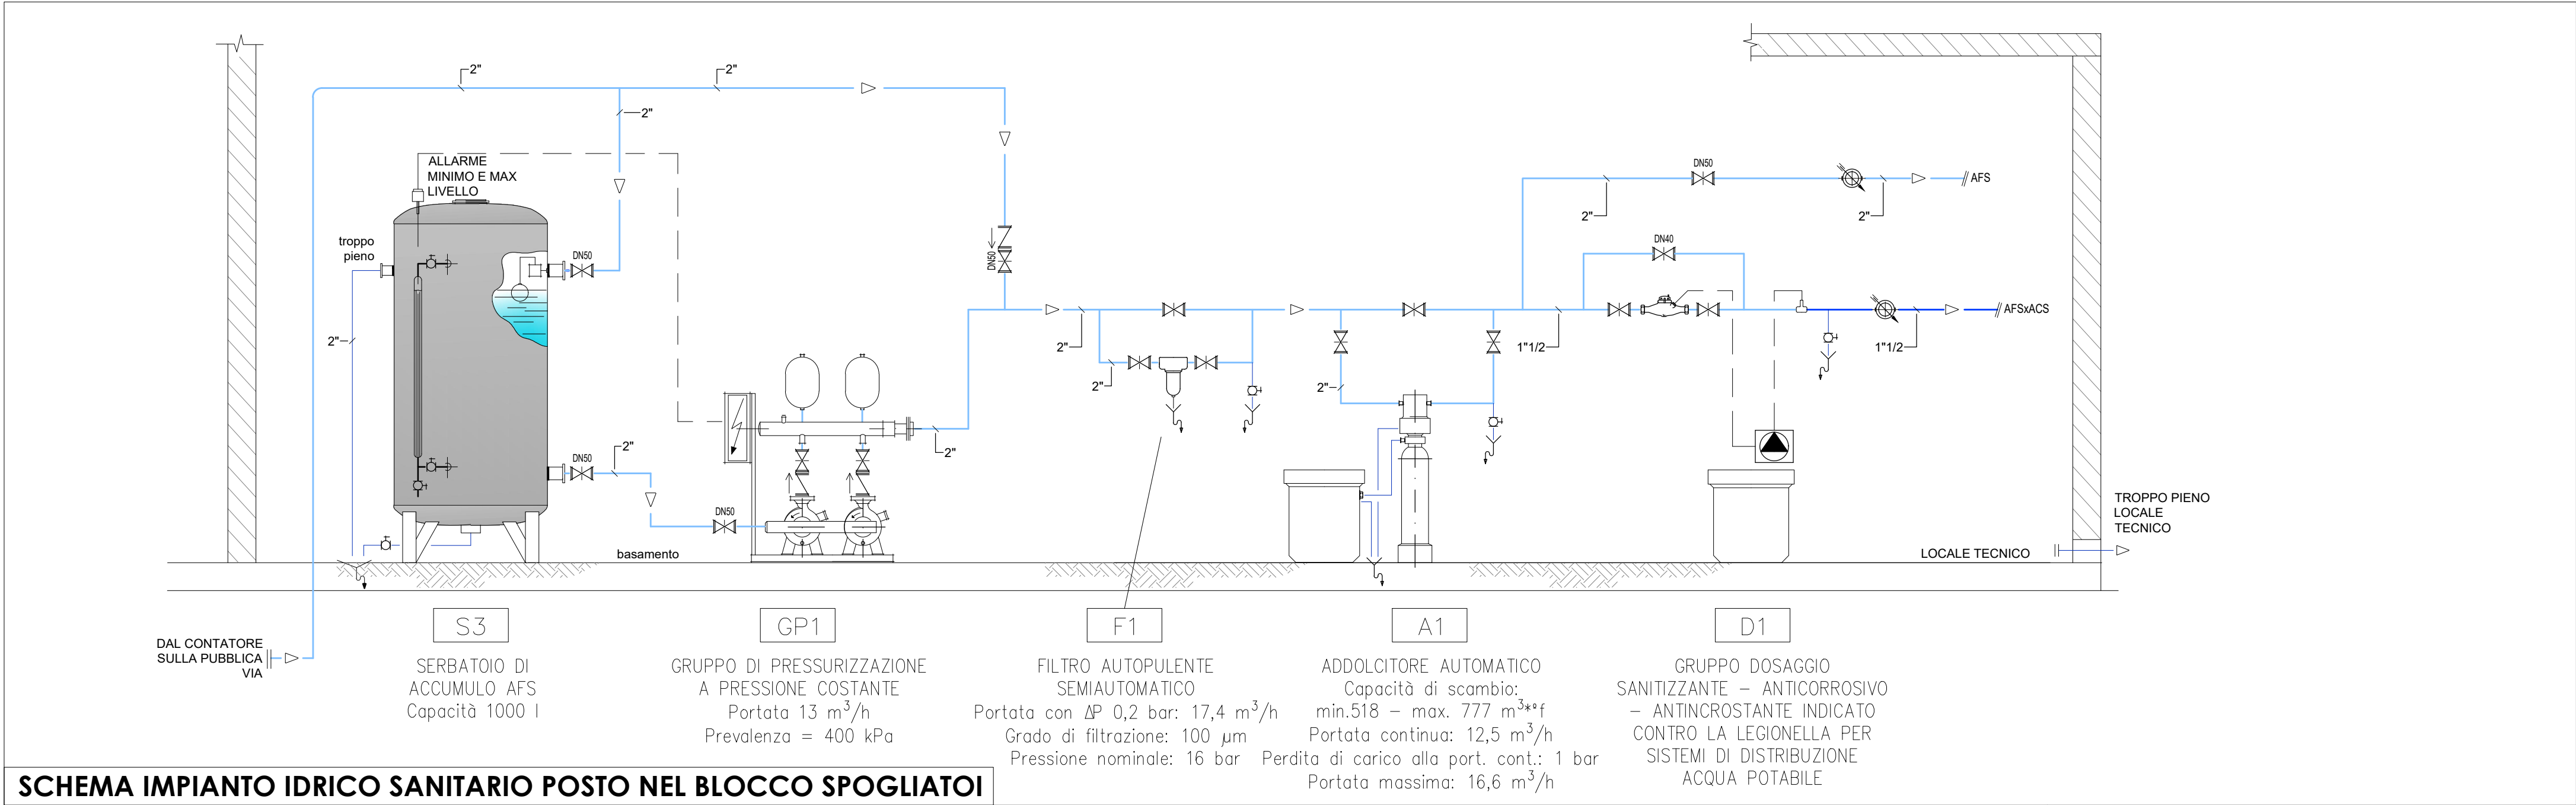 2"
2"
2"
ALLARME
MINIMO E MAX
LIVELLO
troppo
pieno
DN50
2"
DN50
2"
DN50
basamento
2"
DN50
2"
2"
2"
1"1/2
DN50
2"
2"
AFS
DN40
AFSxACS
1"1/2
TROPPO PIENO
LOCALE
TECNICO
LOCALE TECNICO
DAL CONTATORE
SULLA PUBBLICA
VIA
S3
SERBATOIO DI
ACCUMULO AFS
Capacità 1000 l
GP1
GRUPPO DI PRESSURIZZAZIONE
A PRESSIONE COSTANTE
Portata 13 m³/h
Prevalenza = 400 kPa
F1
FILTRO AUTOPULENTE
SEMIAUTOMATICO
Portata con ΔP 0,2 bar: 17,4 m³/h
Grado di filtrazione: 100 µm
Pressione nominale: 16 bar
A1
ADDOLCITORE AUTOMATICO
Capacità di scambio:
min.518 – max. 777 m³*°f
Portata continua: 12,5 m³/h
Perdita di carico alla port. cont.: 1 bar
Portata massima: 16,6 m³/h
D1
GRUPPO DOSAGGIO
SANITIZZANTE – ANTICORROSIVO
– ANTINCROSTANTE INDICATO
CONTRO LA LEGIONELLA PER
SISTEMI DI DISTRIBUZIONE
ACQUA POTABILE
SCHEMA IMPIANTO IDRICO SANITARIO POSTO NEL BLOCCO SPOGLIATOI